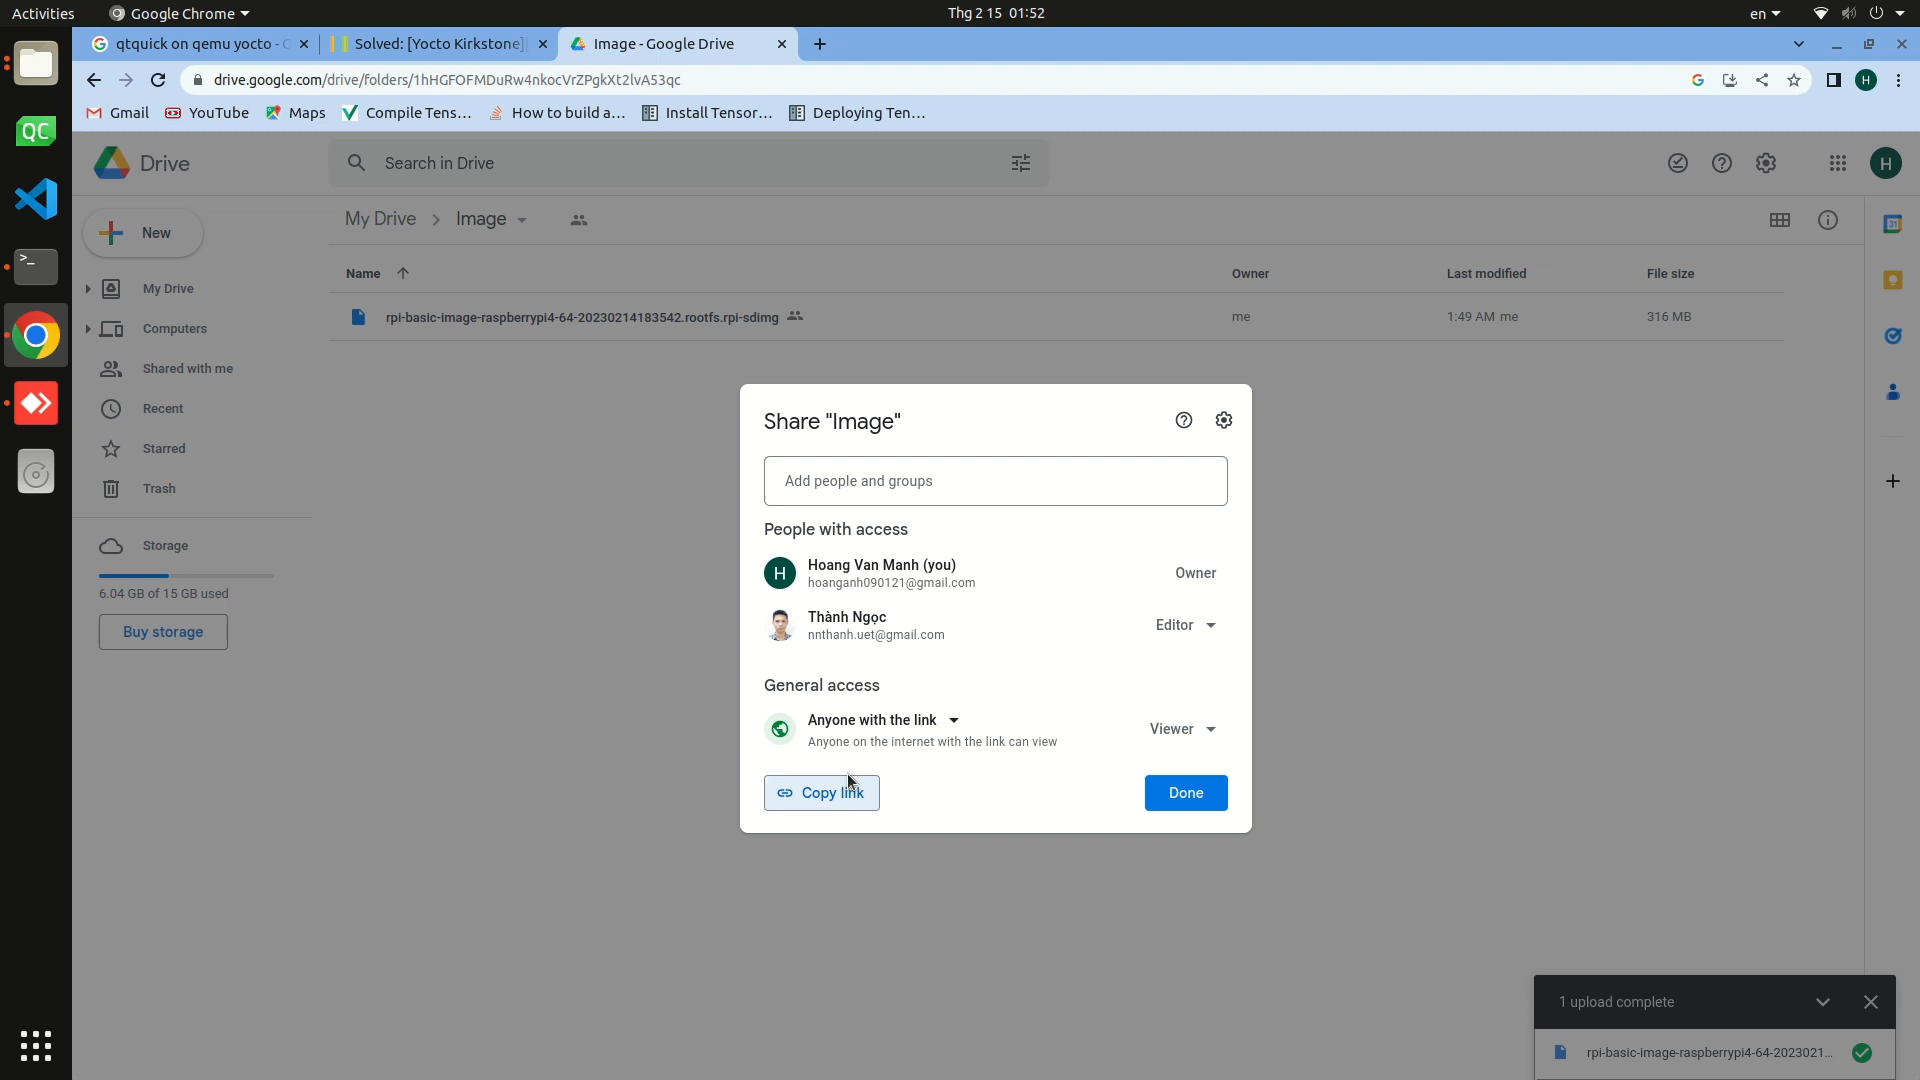 Activities
Google Chrome
Thg 2 15 01:52
en
qtquick on qemu yocto -
Solved: [Yocto Kirkstone]
Image - Google Drive
drive.google.com/drive/folders/1hHGFOFMDuRw4nkocVrZPgkXt2lvA53qc
H
Gmail
YouTube
Maps
Compile Tens...
How to build a...
Install Tensor...
Deploying Ten...
QC
Drive
Search in Drive
H
New
My Drive
Image
My Drive
Computers
Shared with me
Recent
Starred
Trash
Storage
6.04 GB of 15 GB used
Buy storage
Name
Owner
Last modified
File size
rpi-basic-image-raspberrypi4-64-20230214183542.rootfs.rpi-sdimg
me
1:49 AM me
316 MB
31
Share "Image"
Add people and groups
People with access
H
Hoang Van Manh (you)
hoanganh090121@gmail.com
Owner
Thành Ngọc
nnthanh.uet@gmail.com
Editor
General access
Anyone with the link
Anyone on the internet with the link can view
Viewer
Copy link
Done
1 upload complete
rpi-basic-image-raspberrypi4-64-2023021...